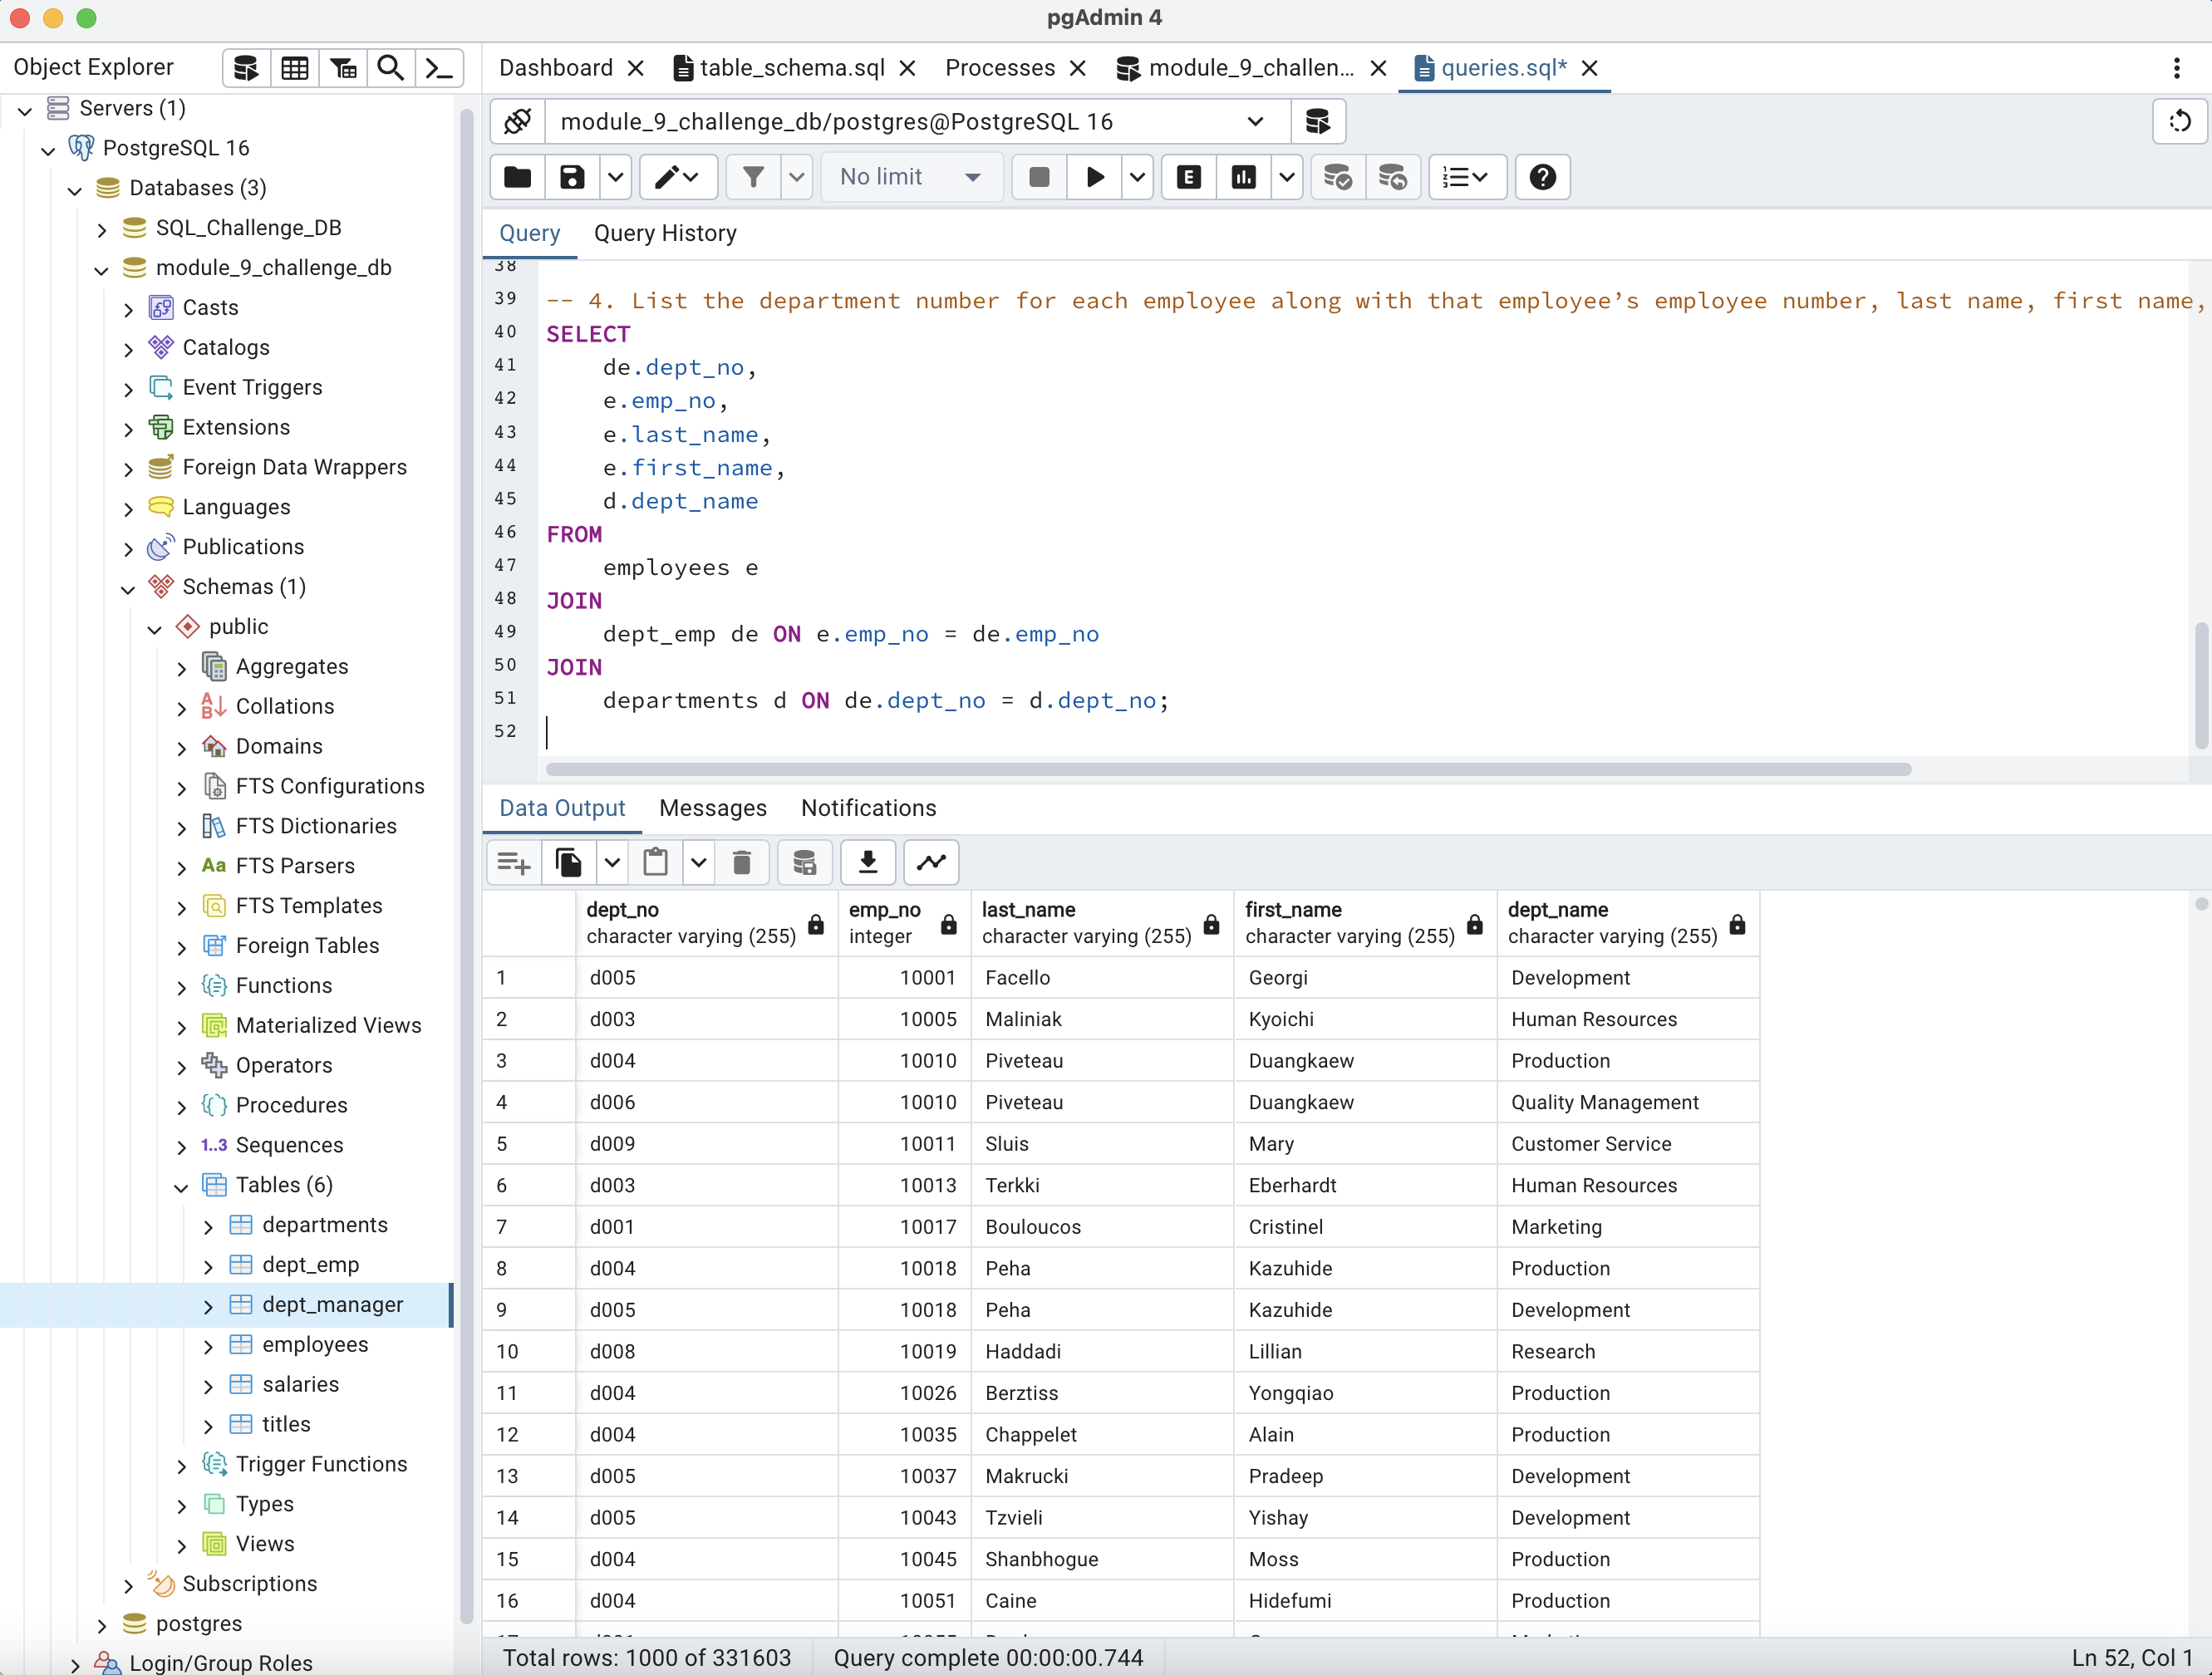 pgAdmin 4
Object Explorer
Dashboard
table_schema.sql
Processes
module_9_challen...
queries.sql*
Servers (1)
PostgreSQL 16
Databases (3)
SQL_Challenge_DB
module_9_challenge_db
Casts
Catalogs
Event Triggers
Extensions
Foreign Data Wrappers
Languages
Publications
Schemas (1)
public
Aggregates
Collations
Domains
FTS Configurations
FTS Dictionaries
Aa FTS Parsers
FTS Templates
Foreign Tables
Functions
Materialized Views
Operators
Procedures
1..3 Sequences
Tables (6)
departments
dept_emp
dept_manager
employees
salaries
titles
Trigger Functions
Types
Views
Subscriptions
postgres
Login/Group Roles
module_9_challenge_db/postgres@PostgreSQL 16
No limit
E
Query Query History
38
39 -- 4. List the department number for each employee along with that employee’s employee number, last name, first name,
40 SELECT
41 de.dept_no,
42 e.emp_no,
43 e.last_name,
44 e.first_name,
45 d.dept_name
46 FROM
47 employees e
48 JOIN
49 dept_emp de ON e.emp_no = de.emp_no
50 JOIN
51 departments d ON de.dept_no = d.dept_no;
52
Data Output Messages Notifications
dept_no emp_no last_name first_name dept_name
character varying (255) integer character varying (255) character varying (255) character varying (255)
1 d005 10001 Facello Georgi Development
2 d003 10005 Maliniak Kyoichi Human Resources
3 d004 10010 Piveteau Duangkaew Production
4 d006 10010 Piveteau Duangkaew Quality Management
5 d009 10011 Sluis Mary Customer Service
6 d003 10013 Terkki Eberhardt Human Resources
7 d001 10017 Bouloucos Cristinel Marketing
8 d004 10018 Peha Kazuhide Production
9 d005 10018 Peha Kazuhide Development
10 d008 10019 Haddadi Lillian Research
11 d004 10026 Berztiss Yongqiao Production
12 d004 10035 Chappelet Alain Production
13 d005 10037 Makrucki Pradeep Development
14 d005 10043 Tzvieli Yishay Development
15 d004 10045 Shanbhogue Moss Production
16 d004 10051 Caine Hidefumi Production
Total rows: 1000 of 331603 Query complete 00:00:00.744 Ln 52, Col 1